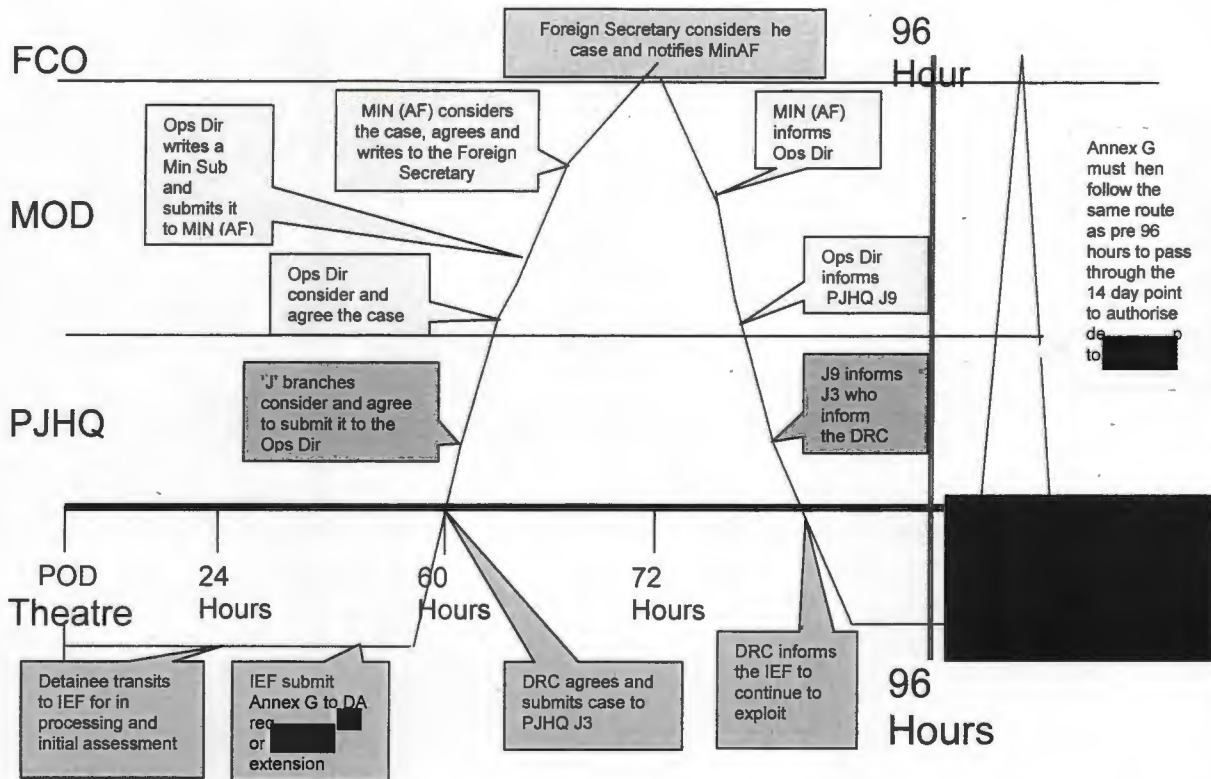 Foreign Secretary considers he
case and notifies MinAF
96
Hour
FCO
Ops Dir
writes a
Min Sub
and
submits it
to MIN (AF)
MIN (AF) considers
the case, agrees and
writes to the Foreign
Secretary
MIN (AF)
informs
Ops Dir
Annex G
must hen
follow the
same route
as pre 96
hours to pass
through the
14 day point
to authorise
MOD
Ops Dir
consider and
agree the case
Ops Dir
informs
PJHQ J9
to
PJHQ
'J' branches
consider and agree
to submit it to the
Ops Dir
J9 informs
J3 who
inform
the DRC
POD
24
Hours
60
Hours
72
Hours
Theatre
Detainee transits
to IEF for in
processing and
initial assessment
IEF submit
Annex G to DA
req
or
extension
DRC agrees and
submits case to
PJHQ J3
DRC informs
the IEF to
continue to
exploit
96
Hours